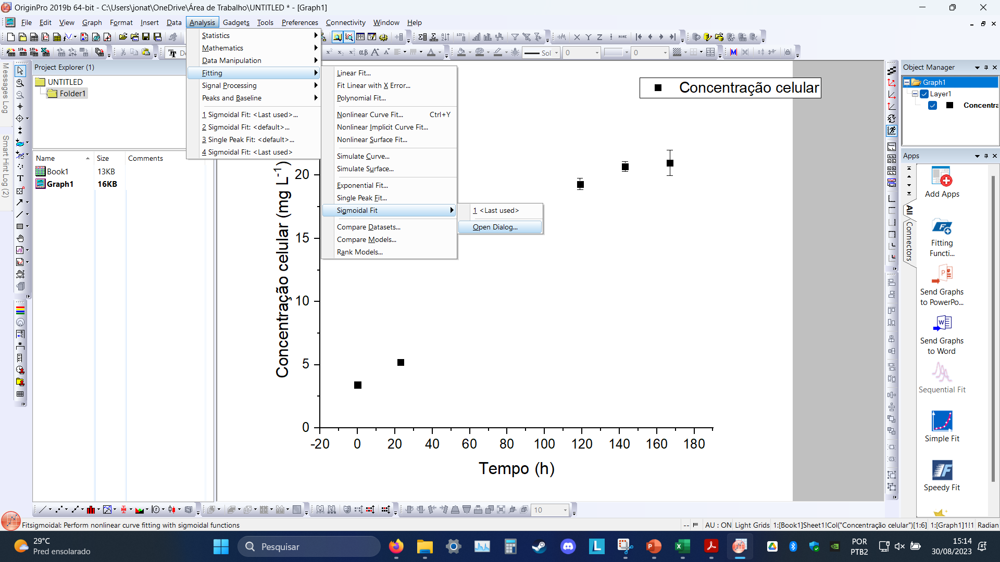 OriginPro 2019b 64-bit - C:\Users\jonat\OneDrive\Área de Trabalho\UNTITLED * - [Graph1]
File Edit View Graph Format Insert Data Analysis Gadgets Tools Preferences Connectivity Window Help
Statistics
Mathematics
Data Manipulation
Fitting
Signal Processing
Peaks and Baseline
1 Sigmoidal Fit: <Last used>...
2 Sigmoidal Fit: <default>...
3 Single Peak Fit: <default>...
4 Sigmoidal Fit: <Last used>
Linear Fit...
Fit Linear with X Error...
Polynomial Fit...
Nonlinear Curve Fit... Ctrl+Y
Nonlinear Implicit Curve Fit...
Nonlinear Surface Fit...
Simulate Curve...
Simulate Surface...
Exponential Fit...
Single Peak Fit...
Sigmoidal Fit
Compare Datasets...
Compare Models...
Rank Models...
1 <Last used>
Open Dialog...
Messages Log
Smart Hint Log (2)
Project Explorer (1)
UNTITLED
Folder1
Name Size Comments
Book1 13KB
Graph1 16KB
Concentração celular
Concentração celular (mg L-1)
20
15
10
5
0
-20 0 20 40 60 80 100 120 140 160 180
Tempo (h)
Object Manager
Graph1
Layer1
Concentra
Apps
All
Connectors
Add Apps
Fitting
Functi...
Send Graphs
to PowerPo...
Send Graphs
to Word
Sequential Fit
Simple Fit
Speedy Fit
Sol 0 0
10
Fitsigmoidal: Perform nonlinear curve fitting with sigmoidal functions
-- AU : ON Light Grids 1:[Book1]Sheet1!Col("Concentração celular")[1:6] 1:[Graph1]1!1 Radian
29°C
Pred ensolarado
Pesquisar
POR
PTB2
15:14
30/08/2023